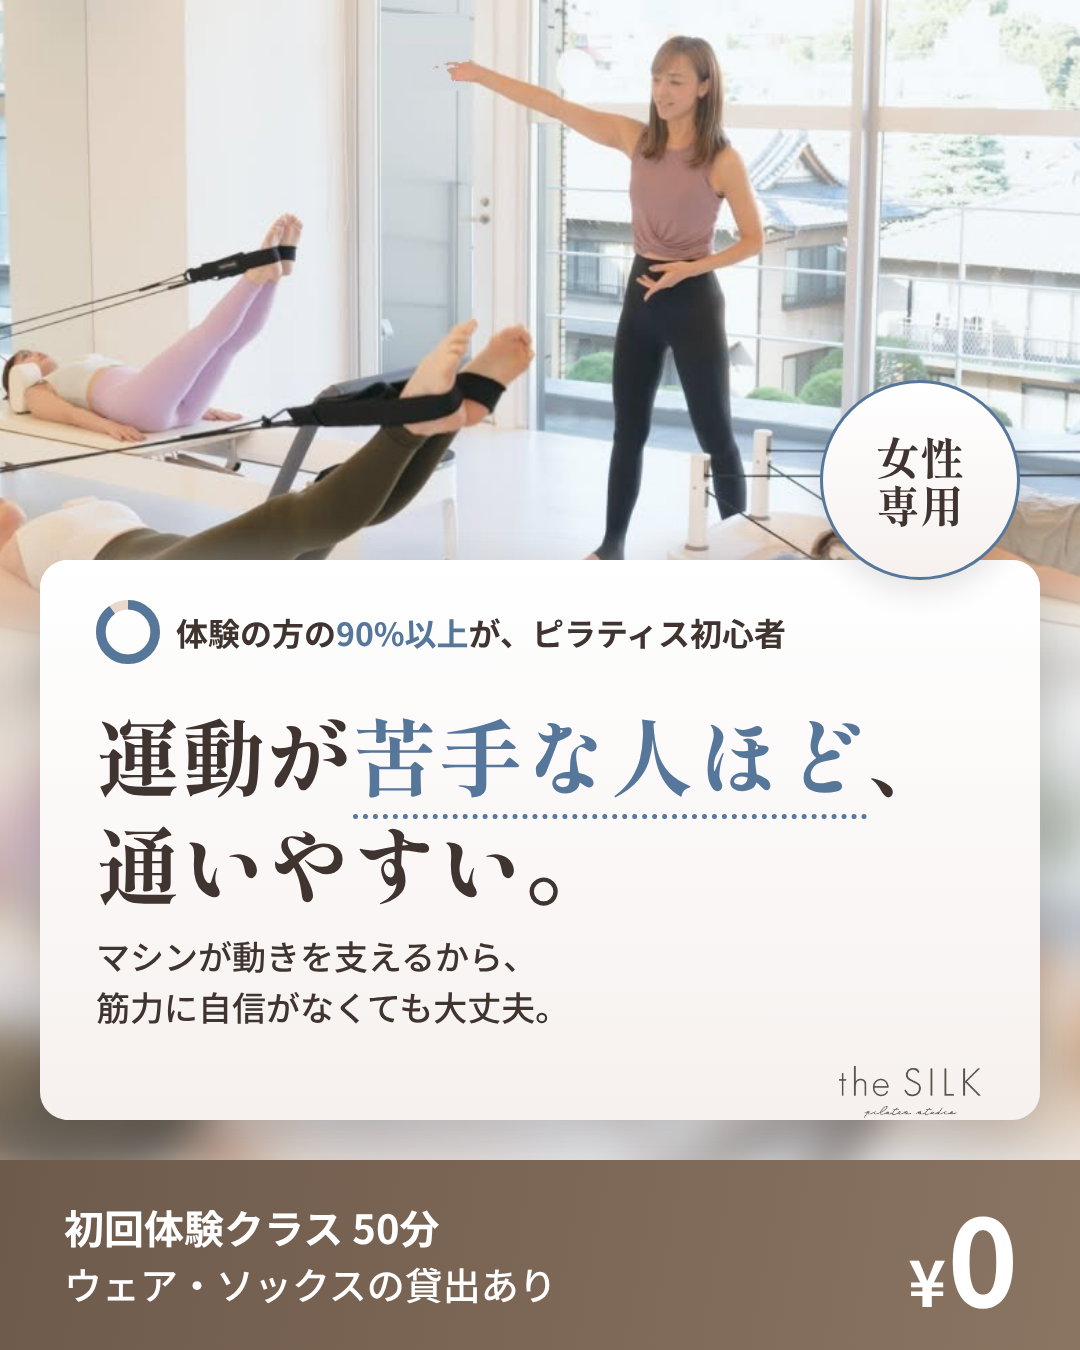 女性
専用
体験の方の90%以上が、ピラティス初心者
運動が苦手な人ほど、
通いやすい。
マシンが動きを支えるから、
筋力に自信がなくても大丈夫。
the SILK
pilates studio
初回体験クラス 50分
ウェア・ソックスの貸出あり
¥0